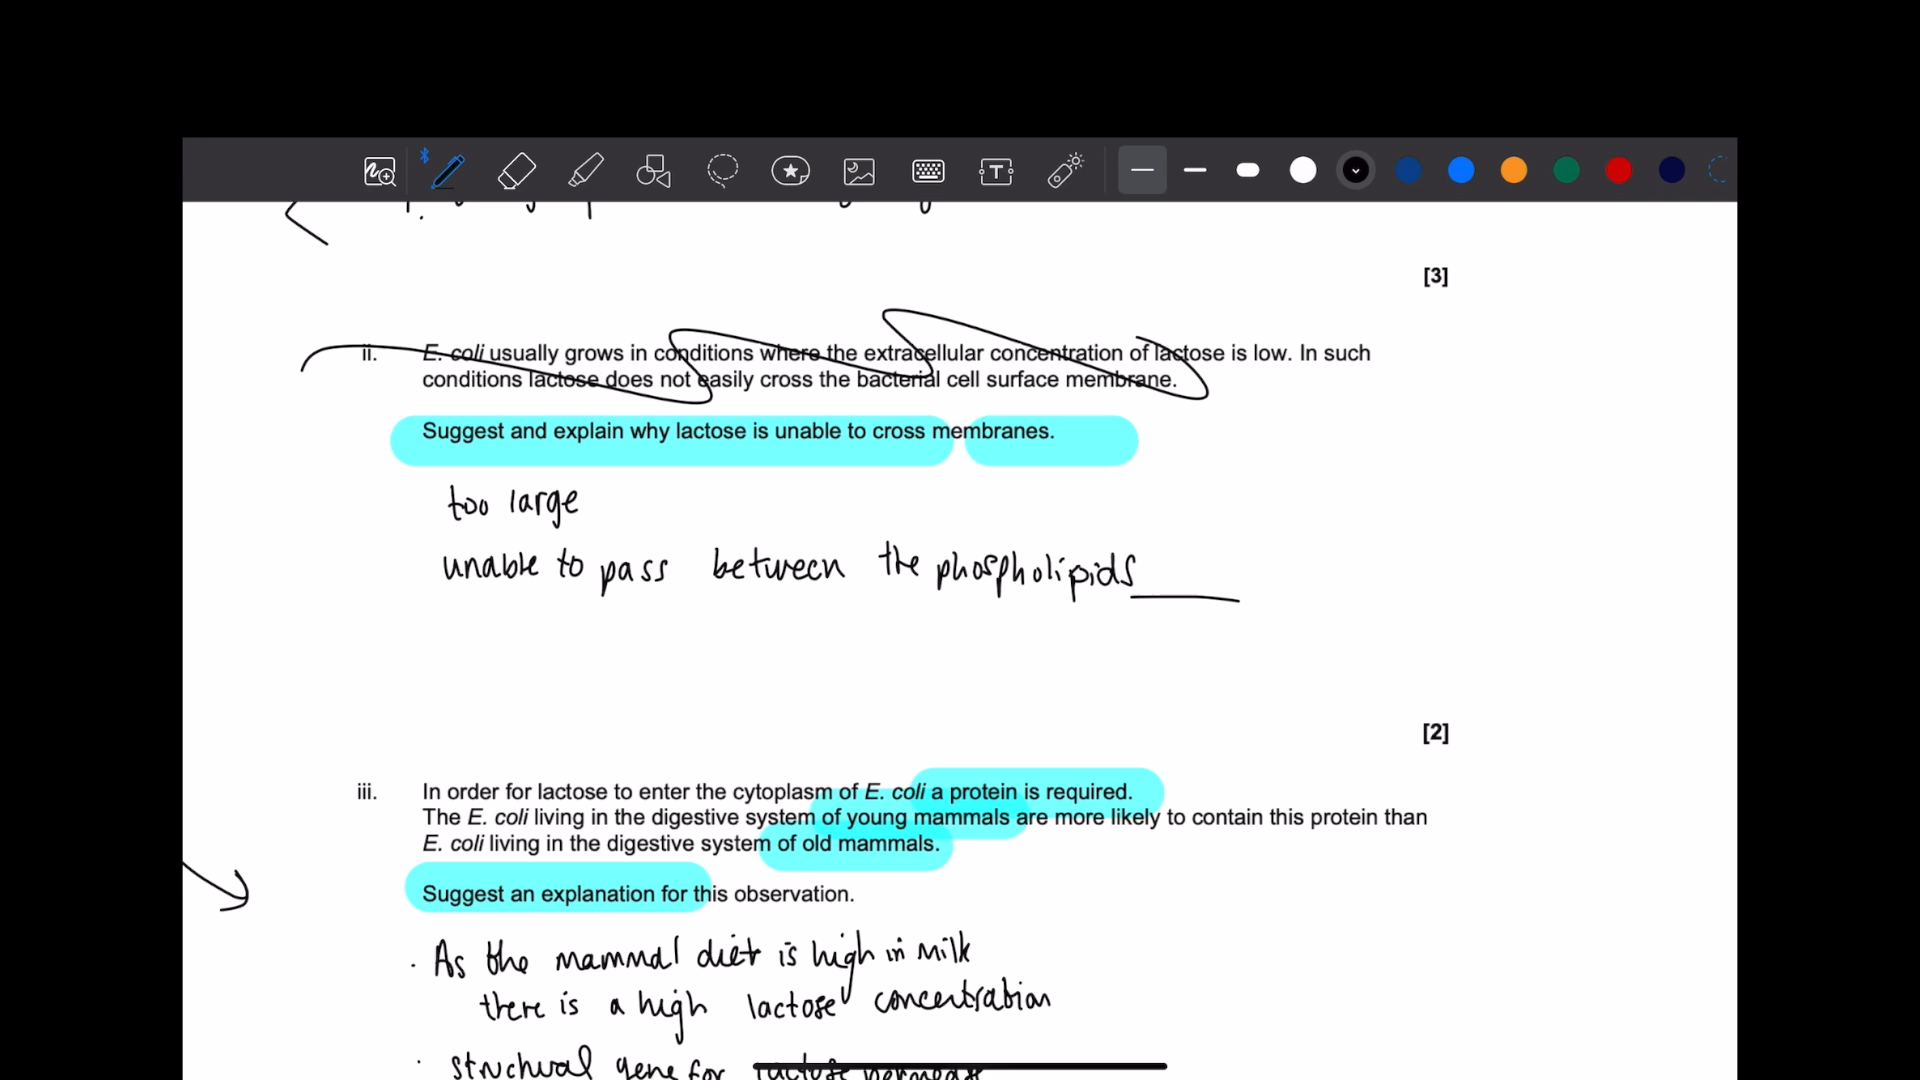 [3]
ii. E. coli usually grows in conditions where the extracellular concentration of lactose is low. In such
conditions lactose does not easily cross the bacterial cell surface membrane.
Suggest and explain why lactose is unable to cross membranes.
too large
unable to pass between the phospholipids
[2]
iii. In order for lactose to enter the cytoplasm of E. coli a protein is required.
The E. coli living in the digestive system of young mammals are more likely to contain this protein than
E. coli living in the digestive system of old mammals.
Suggest an explanation for this observation.
· As the mammal diet is high in milk
there is a high lactose concentration
· structural gene for lactose permease